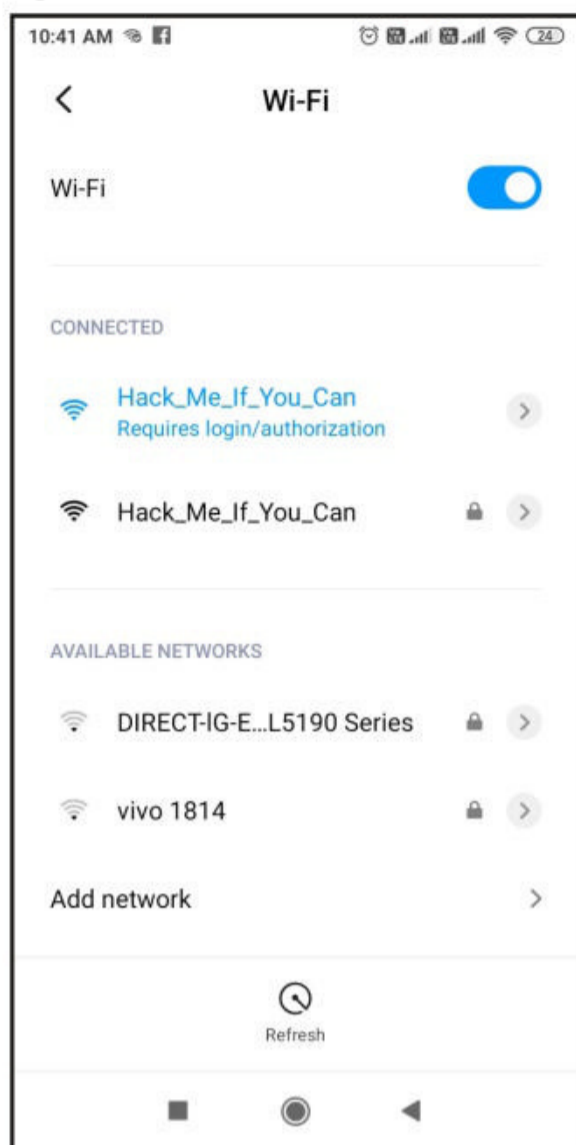 10:41 AM 24
Wi-Fi
Wi-Fi
CONNECTED
Hack_Me_If_You_Can
Requires login/authorization
Hack_Me_If_You_Can
AVAILABLE NETWORKS
DIRECT-lG-E...L5190 Series
vivo 1814
Add network
Refresh